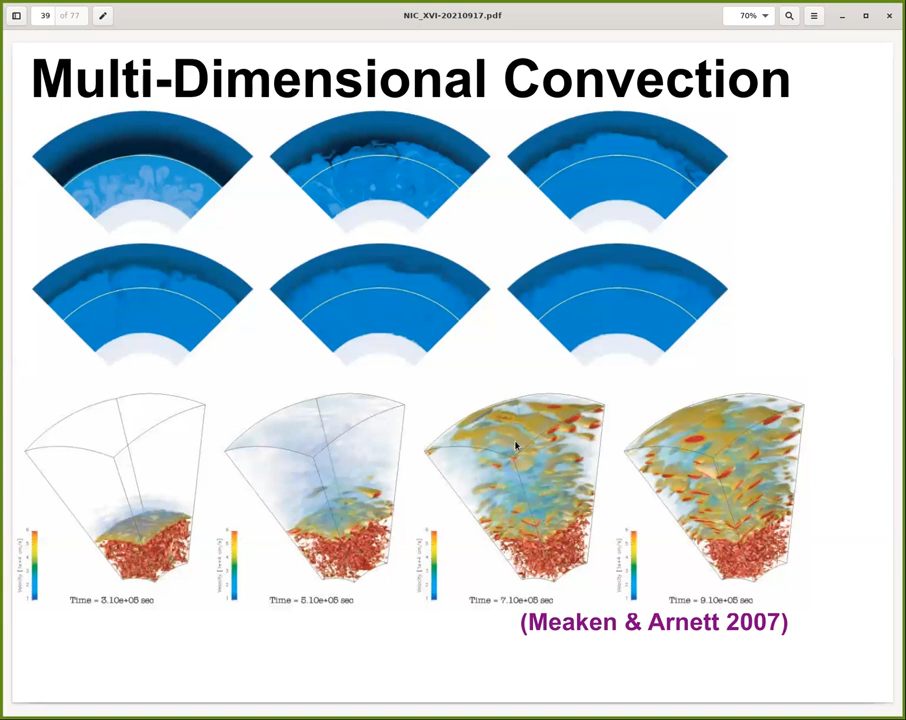 39 of 77
NIC_XVI-20210917.pdf
70%
Multi-Dimensional Convection
Time = 3.10e+05 sec
Time = 5.10e+05 sec
Time = 7.10e+05 sec
Time = 9.10e+05 sec
(Meaken & Arnett 2007)